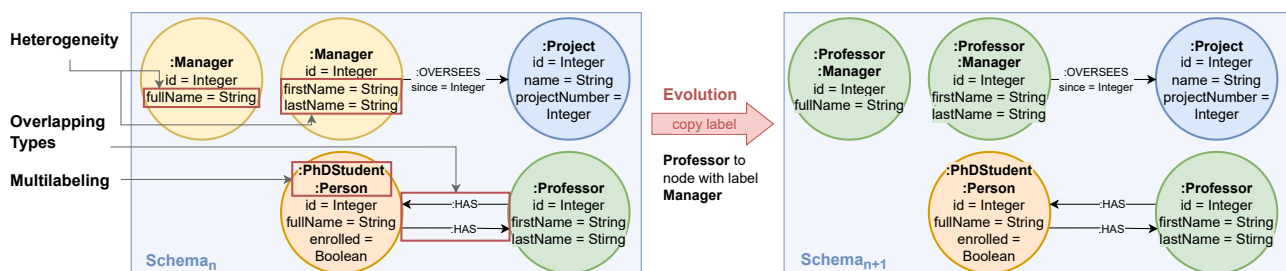 Heterogeneity
Overlapping
Types
Multilabeling
:Manager
id = Integer
fullName = String
:Manager
id = Integer
firstName = String
lastName = String
:OVERSEES
since = Integer
:Project
id = Integer
name = String
projectNumber =
Integer
:PhDStudent
:Person
id = Integer
fullName = String
enrolled =
Boolean
:HAS
:HAS
:Professor
id = Integer
firstName = Stirng
lastName = Stirng
Schema_n
Evolution
copy label
Professor to
node with label
Manager
:Professor
:Manager
id = Integer
fullName = String
:Professor
:Manager
id = Integer
firstName = String
lastName = String
:OVERSEES
since = Integer
:Project
id = Integer
name = String
projectNumber =
Integer
:PhDStudent
:Person
id = Integer
fullName = String
enrolled =
Boolean
:HAS
:HAS
:Professor
id = Integer
firstName = String
lastName = Stirng
Schema_n+1